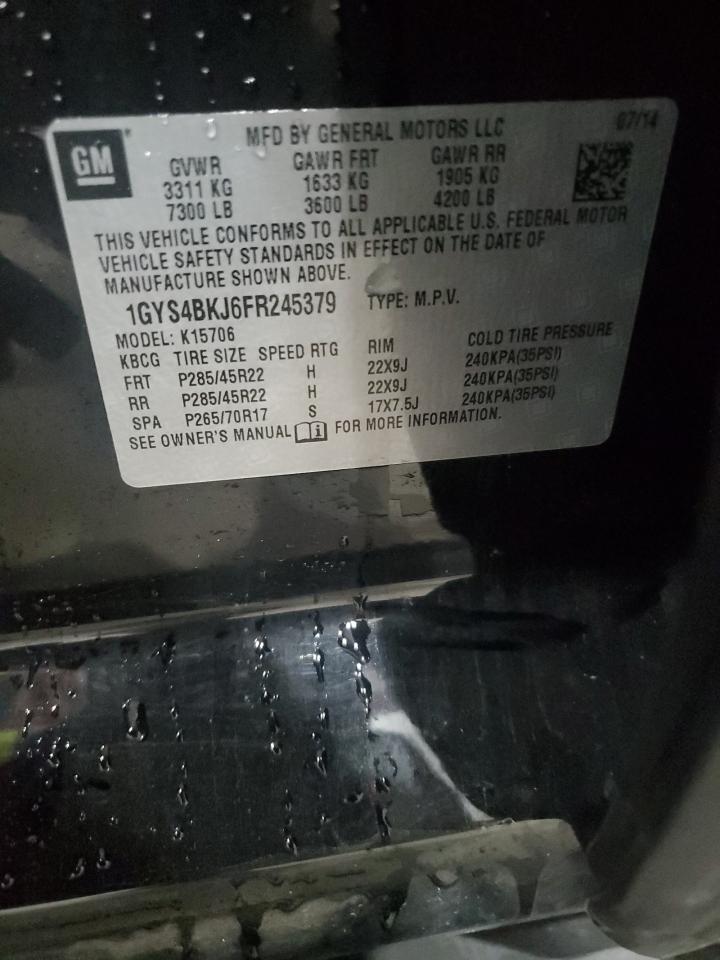 GM
07/14
MFD BY GENERAL MOTORS LLC
GVWR GAWR FRT GAWR RR
3311 KG 1633 KG 1905 KG
7300 LB 3600 LB 4200 LB
THIS VEHICLE CONFORMS TO ALL APPLICABLE U.S. FEDERAL MOTOR
VEHICLE SAFETY STANDARDS IN EFFECT ON THE DATE OF
MANUFACTURE SHOWN ABOVE.
1GYS4BKJ6FR245379 TYPE: M.P.V.
MODEL: K15706
KBCG TIRE SIZE SPEED RTG RIM COLD TIRE PRESSURE
FRT P285/45R22 H 22X9J 240KPA(35PSI)
RR P285/45R22 H 22X9J 240KPA(35PSI)
SPA P265/70R17 S 17X7.5J 240KPA(35PSI)
SEE OWNER'S MANUAL FOR MORE INFORMATION.